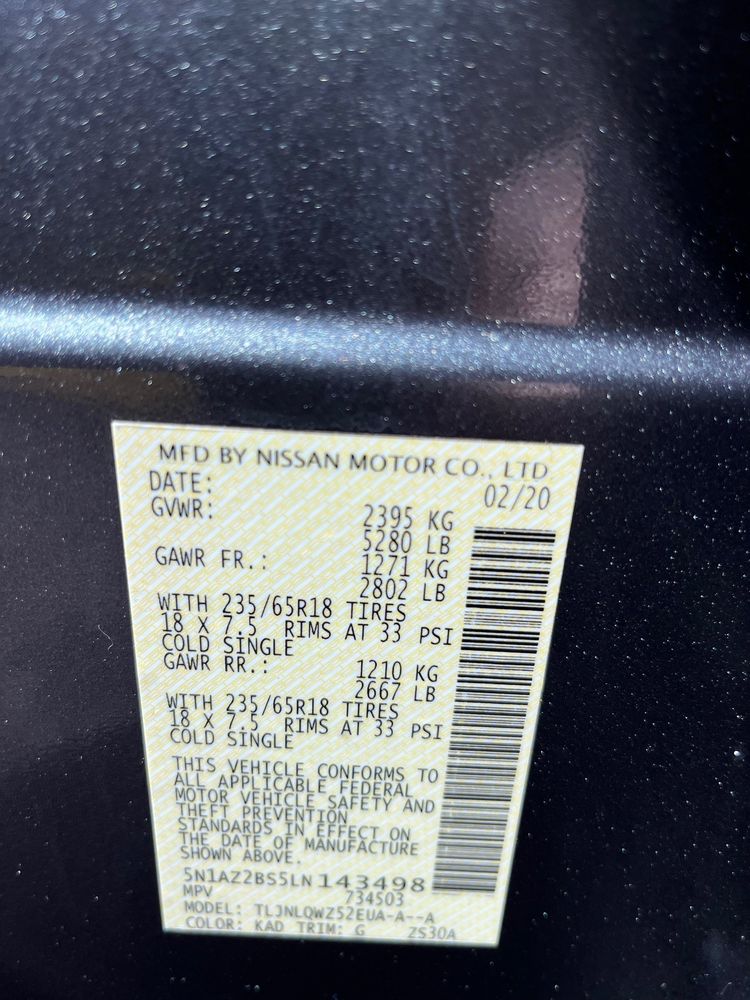 MFD BY NISSAN MOTOR CO., LTD
DATE: 02/20
GVWR: 2395 KG
5280 LB
GAWR FR.: 1271 KG
2802 LB
WITH 235/65R18 TIRES
18 X 7.5 RIMS AT 33 PSI
COLD SINGLE
GAWR RR.: 1210 KG
2667 LB
WITH 235/65R18 TIRES
18 X 7.5 RIMS AT 33 PSI
COLD SINGLE
THIS VEHICLE CONFORMS TO
ALL APPLICABLE FEDERAL
MOTOR VEHICLE SAFETY AND
THEFT PREVENTION
STANDARDS IN EFFECT ON
THE DATE OF MANUFACTURE
SHOWN ABOVE.
5N1AZ2BS5LN143498
MPV 734503
MODEL: TLJNLQWZ52EUA-A--A
COLOR: KAD TRIM: G ZS30A